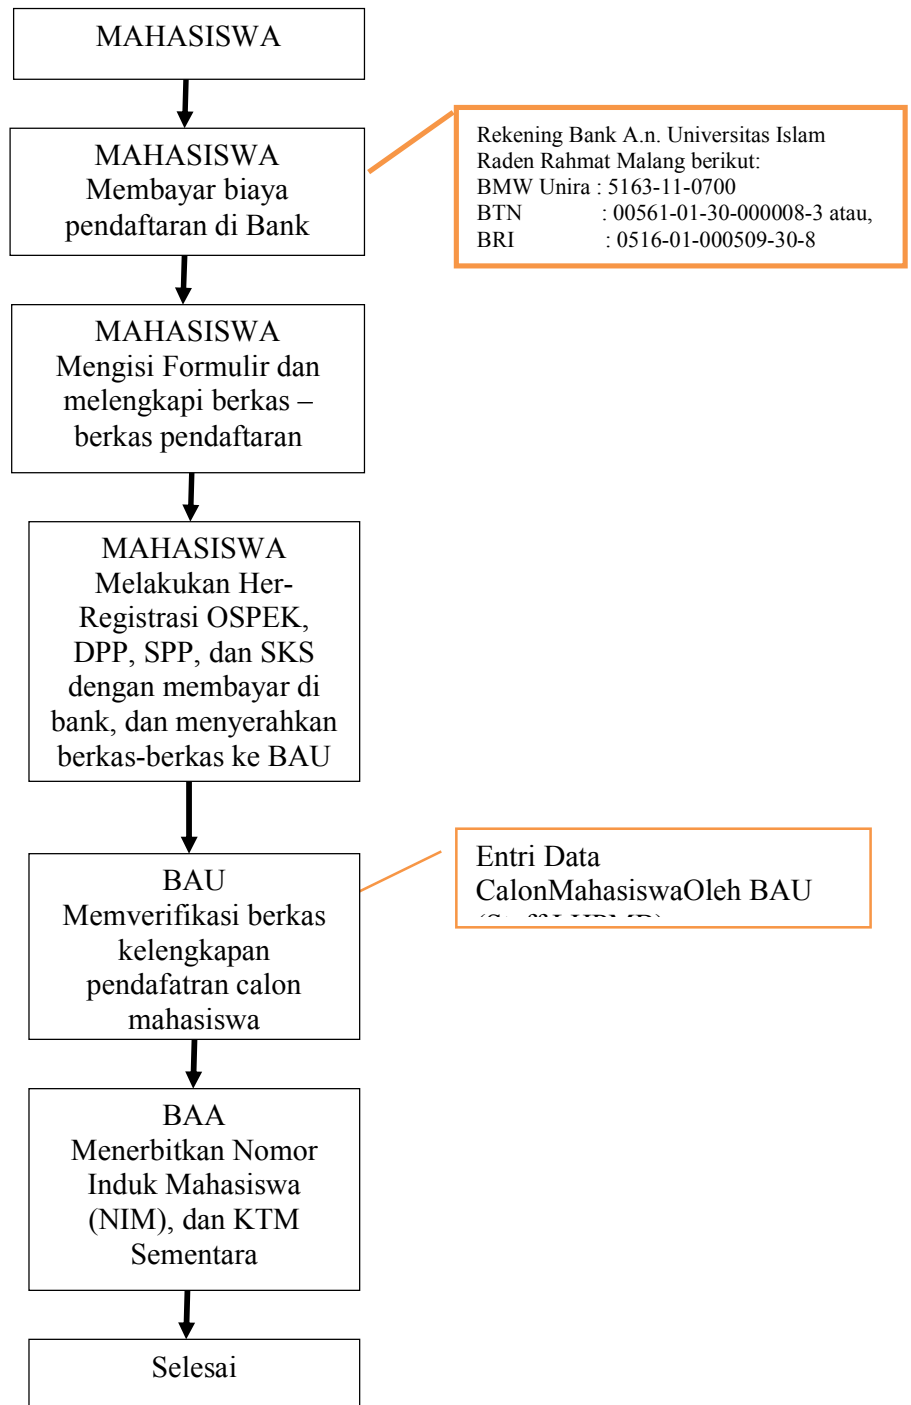 MAHASISWA
MAHASISWA
Membayar biaya
pendaftaran di Bank
Rekening Bank A.n. Universitas Islam
Raden Rahmat Malang berikut:
BMW Unira : 5163-11-0700
BTN : 00561-01-30-000008-3 atau,
BRI : 0516-01-000509-30-8
MAHASISWA
Mengisi Formulir dan
melengkapi berkas –
berkas pendaftaran
MAHASISWA
Melakukan Her-
Registrasi OSPEK,
DPP, SPP, dan SKS
dengan membayar di
bank, dan menyerahkan
berkas-berkas ke BAU
BAU
Memverifikasi berkas
kelengkapan
pendafatran calon
mahasiswa
Entri Data
CalonMahasiswaOleh BAU
BAA
Menerbitkan Nomor
Induk Mahasiswa
(NIM), dan KTM
Sementara
Selesai